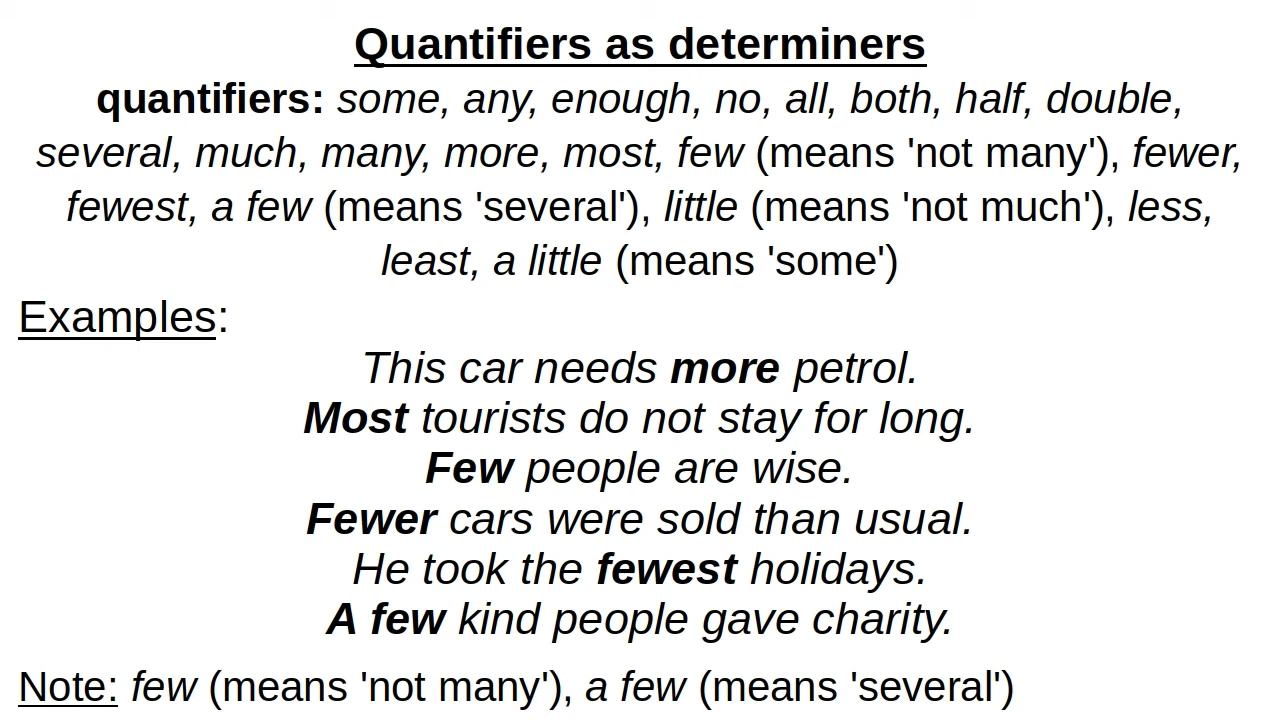 Quantifiers as determiners
quantifiers: some, any, enough, no, all, both, half, double,
several, much, many, more, most, few (means 'not many'), fewer,
fewest, a few (means 'several'), little (means 'not much'), less,
least, a little (means 'some')
Examples:
This car needs more petrol.
Most tourists do not stay for long.
Few people are wise.
Fewer cars were sold than usual.
He took the fewest holidays.
A few kind people gave charity.
Note: few (means 'not many'), a few (means 'several')